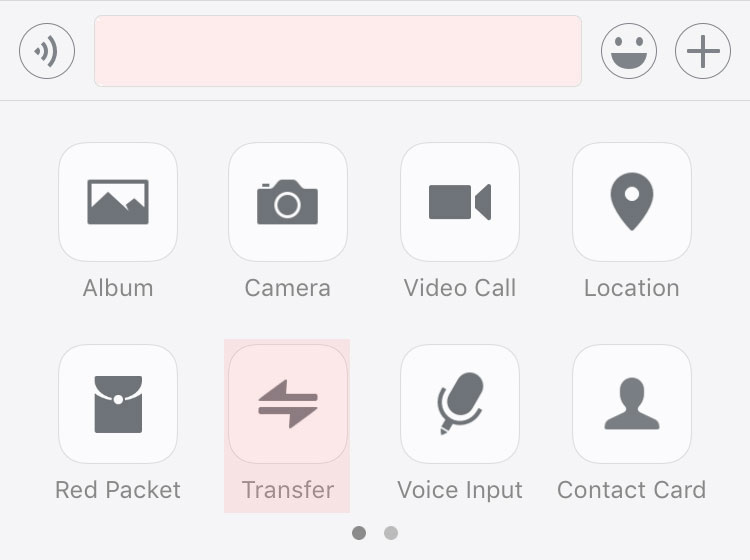 Album
Camera
Video Call
Location
Red Packet
Transfer
Voice Input
Contact Card